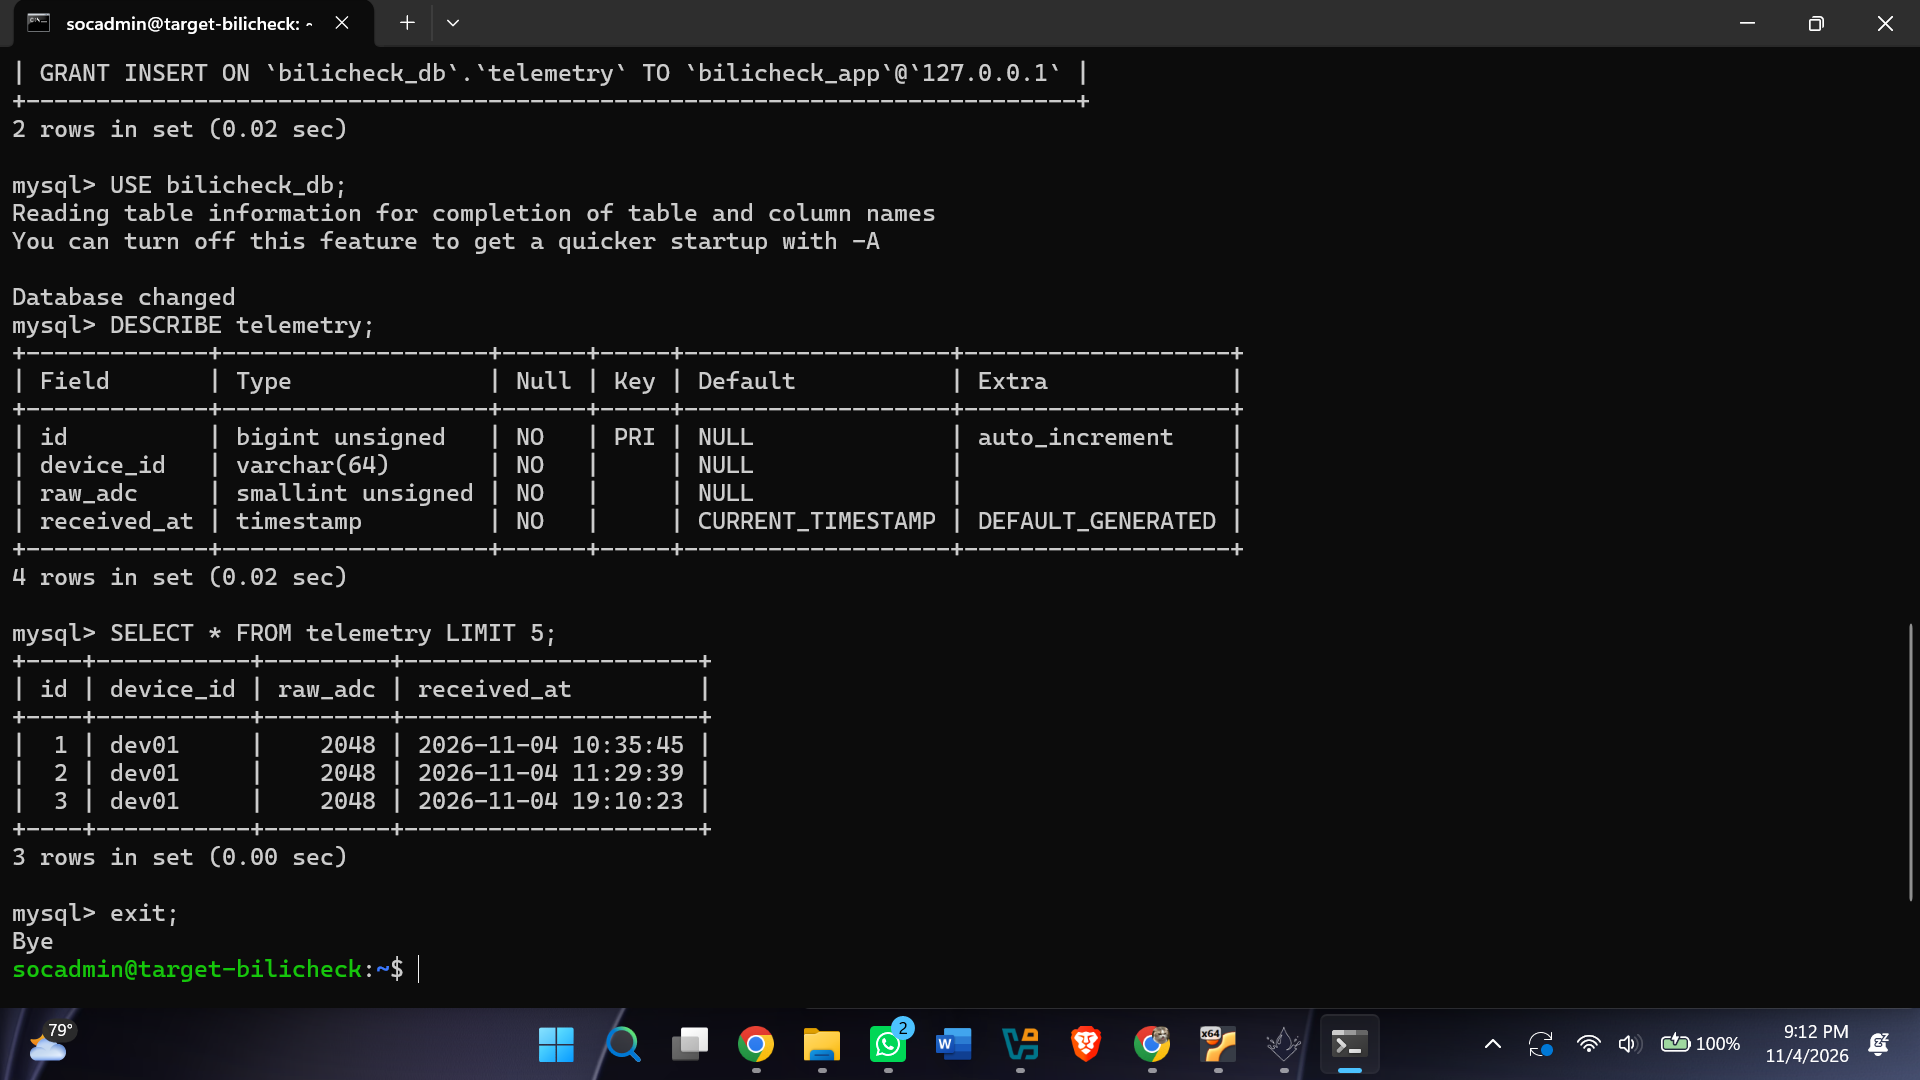 socadmin@target-bilicheck: ~
| GRANT INSERT ON `bilicheck_db`.`telemetry` TO `bilicheck_app`@`127.0.0.1` |
+---------------------------------------------------------------------------+
2 rows in set (0.02 sec)
mysql> USE bilicheck_db;
Reading table information for completion of table and column names
You can turn off this feature to get a quicker startup with -A
Database changed
mysql> DESCRIBE telemetry;
+-------------+-------------------+------+-----+-------------------+-------------------+
| Field       | Type              | Null | Key | Default           | Extra             |
+-------------+-------------------+------+-----+-------------------+-------------------+
| id          | bigint unsigned   | NO   | PRI | NULL              | auto_increment    |
| device_id   | varchar(64)       | NO   |     | NULL              |                   |
| raw_adc     | smallint unsigned | NO   |     | NULL              |                   |
| received_at | timestamp         | NO   |     | CURRENT_TIMESTAMP | DEFAULT_GENERATED |
+-------------+-------------------+------+-----+-------------------+-------------------+
4 rows in set (0.02 sec)
mysql> SELECT * FROM telemetry LIMIT 5;
+----+-----------+---------+---------------------+
| id | device_id | raw_adc | received_at         |
+----+-----------+---------+---------------------+
|  1 | dev01     |    2048 | 2026-11-04 10:35:45 |
|  2 | dev01     |    2048 | 2026-11-04 11:29:39 |
|  3 | dev01     |    2048 | 2026-11-04 19:10:23 |
+----+-----------+---------+---------------------+
3 rows in set (0.00 sec)
mysql> exit;
Bye
socadmin@target-bilicheck:~$
79°
2
W
x64
100%
9:12 PM
11/4/2026